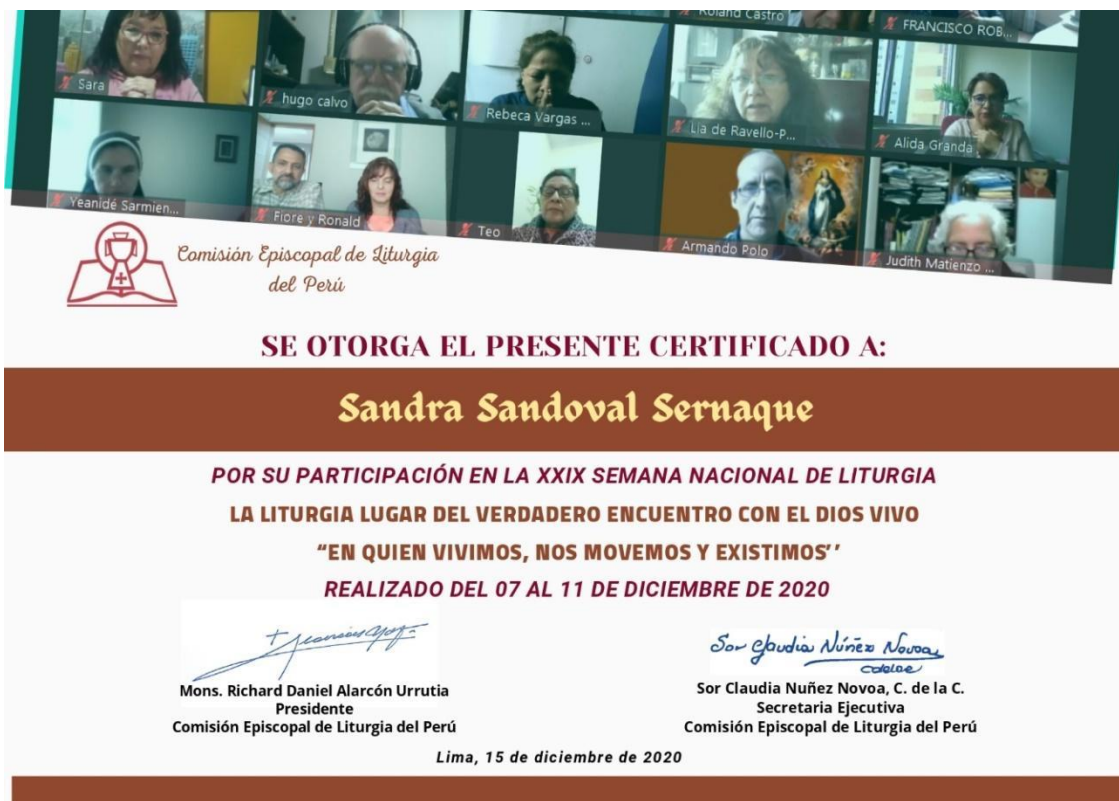 Roland Castro
FRANCISCO ROB...
Sara
hugo calvo
Rebeca Vargas ...
Lia de Ravello-P...
Alida Granda
Yeanidé Sarmien...
Fiore y Ronald
Teo
Armando Polo
Judith Matienzo ...
Comisión Episcopal de Liturgia
del Perú
SE OTORGA EL PRESENTE CERTIFICADO A:
Sandra Sandoval Sernaque
POR SU PARTICIPACIÓN EN LA XXIX SEMANA NACIONAL DE LITURGIA
LA LITURGIA LUGAR DEL VERDADERO ENCUENTRO CON EL DIOS VIVO
“EN QUIEN VIVIMOS, NOS MOVEMOS Y EXISTIMOS’’
REALIZADO DEL 07 AL 11 DE DICIEMBRE DE 2020
Sor Claudia Núñez Novoa
Mons. Richard Daniel Alarcón Urrutia
Presidente
Comisión Episcopal de Liturgia del Perú
Sor Claudia Nuñez Novoa, C. de la C.
Secretaria Ejecutiva
Comisión Episcopal de Liturgia del Perú
Lima, 15 de diciembre de 2020